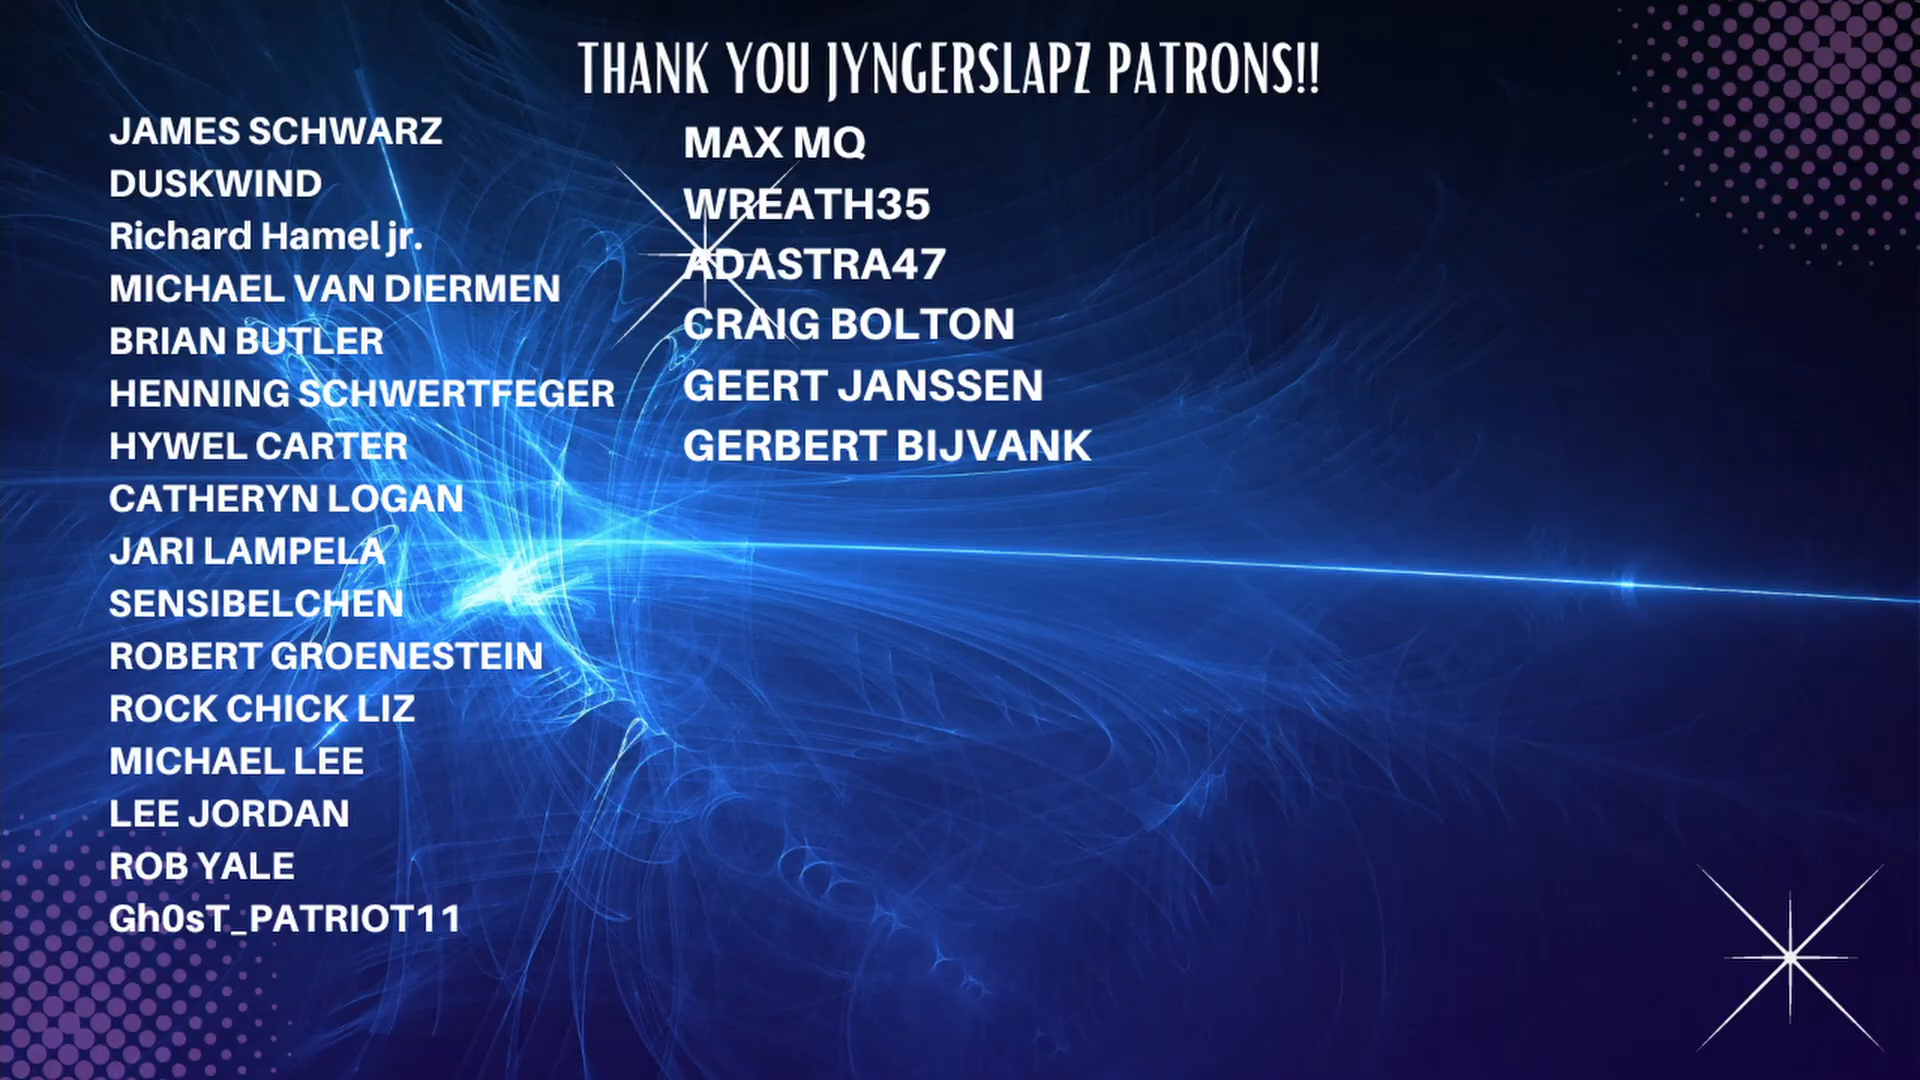 THANK YOU JYNGERSLAPZ PATRONS!!
JAMES SCHWARZ
DUSKWIND
Richard Hamel jr.
MICHAEL VAN DIERMEN
BRIAN BUTLER
HENNING SCHWERTFEGER
HYWEL CARTER
CATHERYN LOGAN
JARI LAMPELA
SENSIBELCHEN
ROBERT GROENESTEIN
ROCK CHICK LIZ
MICHAEL LEE
LEE JORDAN
ROB YALE
Gh0sT_PATRIOT11
MAX MQ
WREATH35
ADASTRA47
CRAIG BOLTON
GEERT JANSSEN
GERBERT BIJVANK